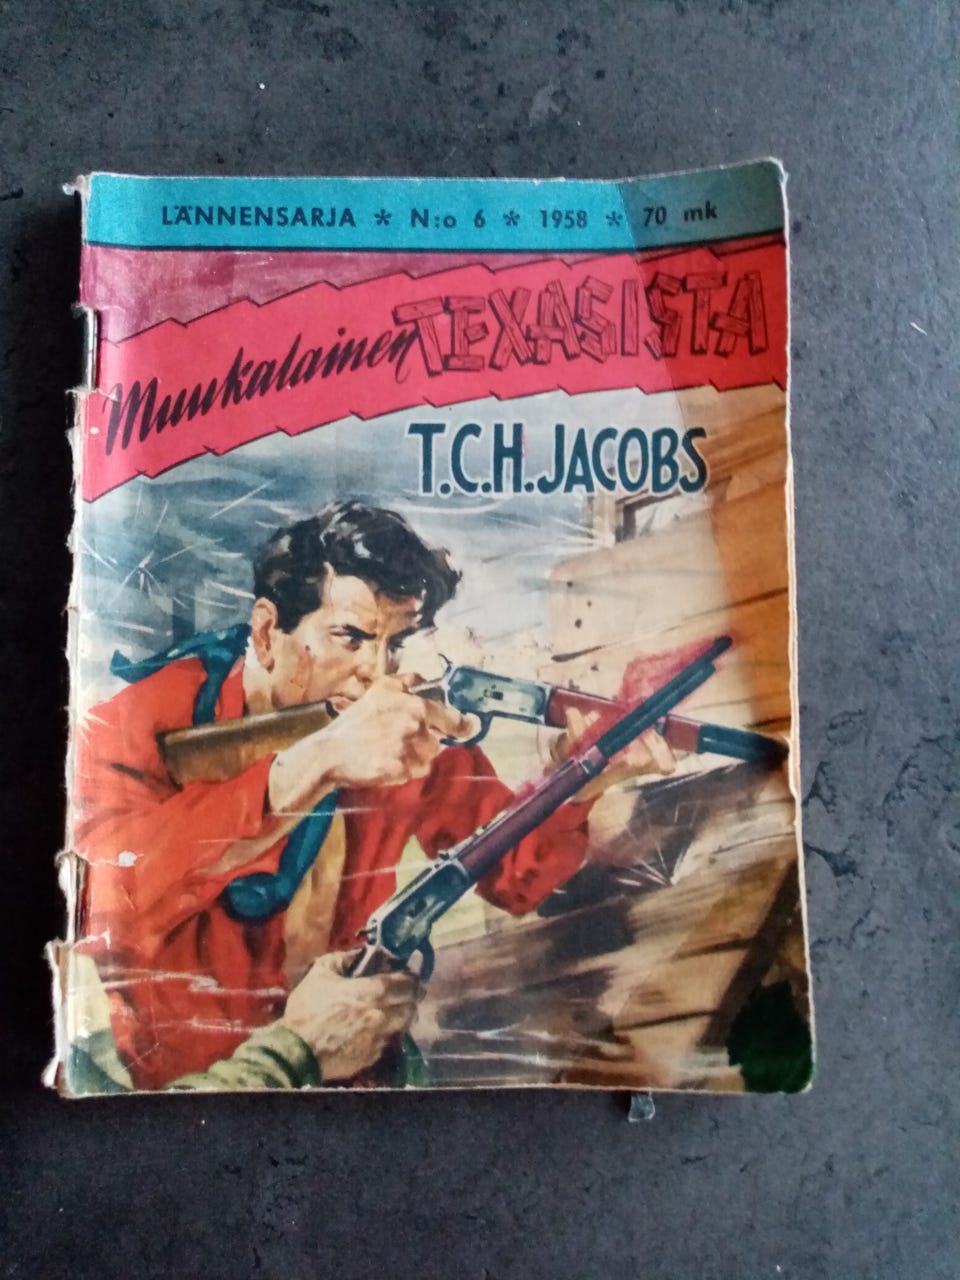 LÄNNENSARJA * N:o 6 * 1958 * 70 mk
Muukalainen TEXASISTA
T.C.H. JACOBS